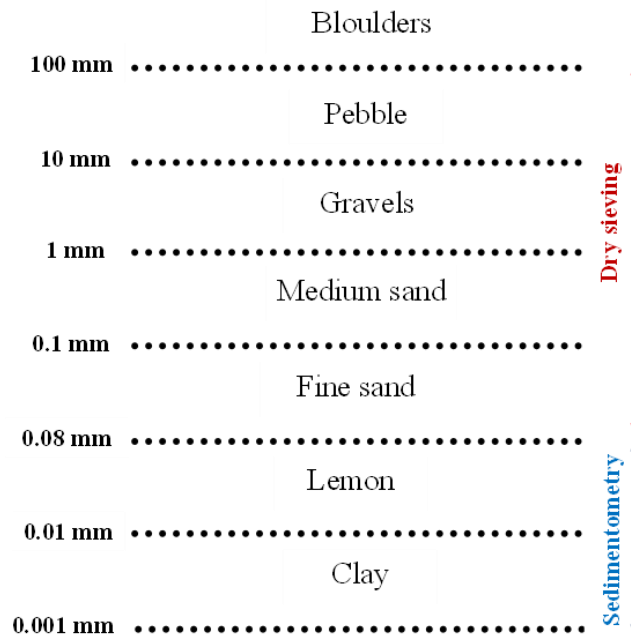 Bloulders
100 mm
Pebble
10 mm
Gravels
1 mm
Medium sand
0.1 mm
Fine sand
0.08 mm
Lemon
0.01 mm
Clay
0.001 mm
Dry sieving
Sedimentometry